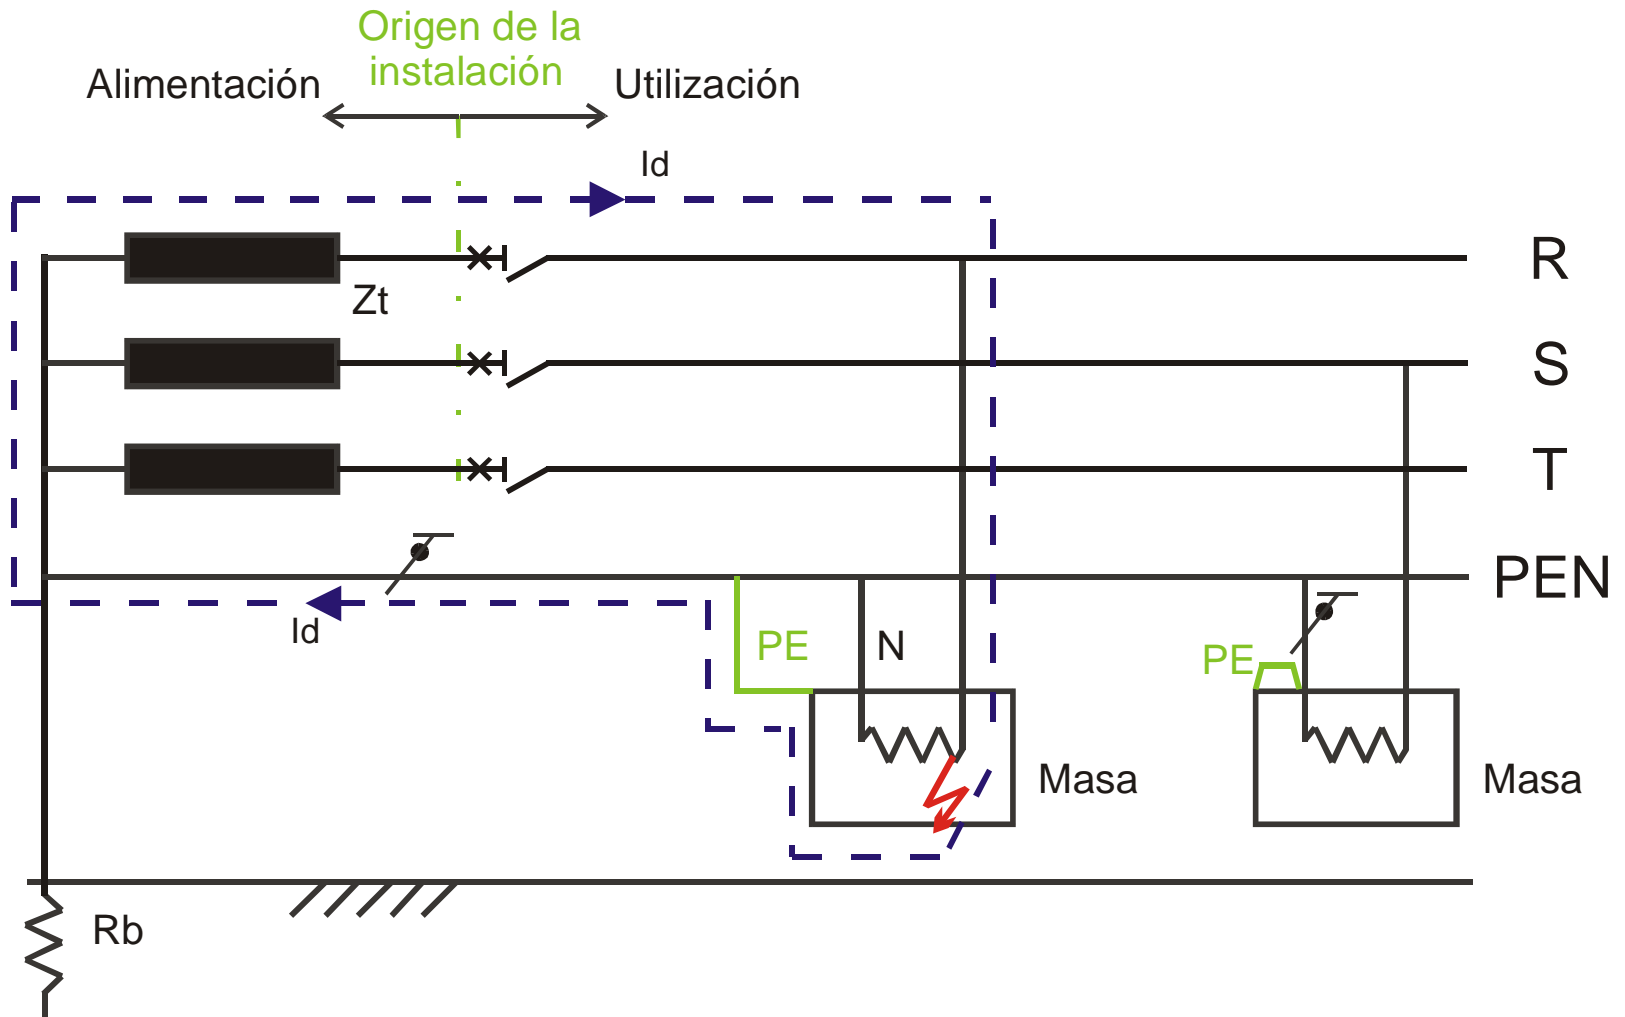 Origen de la
instalación
Alimentación
Utilización
Id
R
Zt
S
T
PEN
Id
PE
N
PE
Masa
Masa
Rb